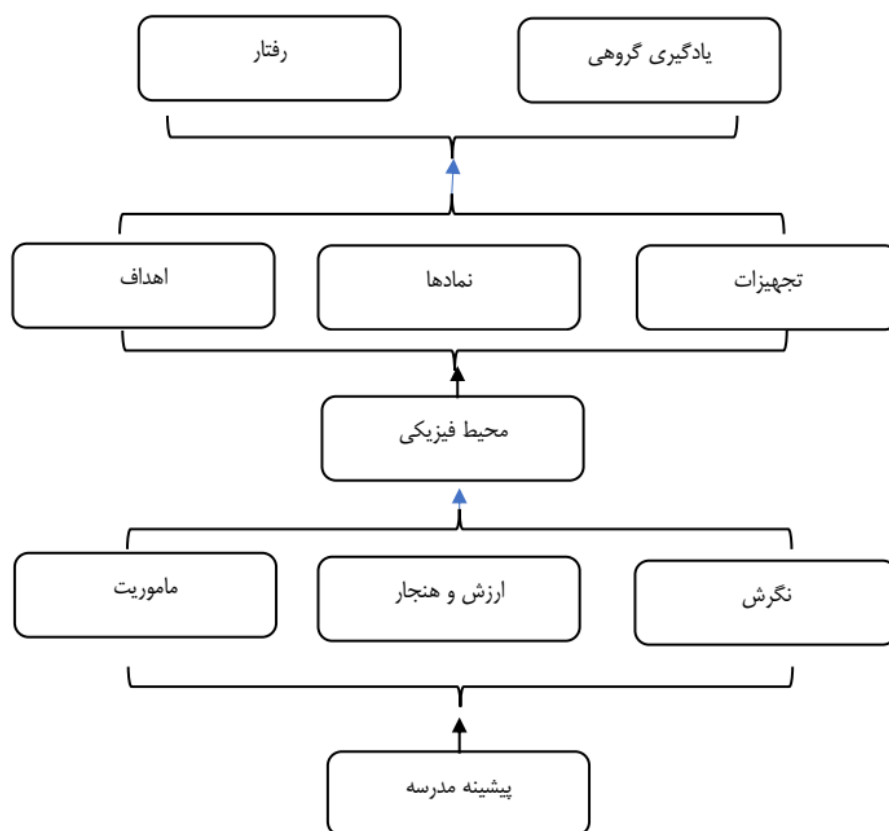 یادگیری گروهی
رفتار
تجهیزات
نمادها
اهداف
محیط فیزیکی
نگرش
ارزش و هنجار
ماموریت
پیشینه مدرسه